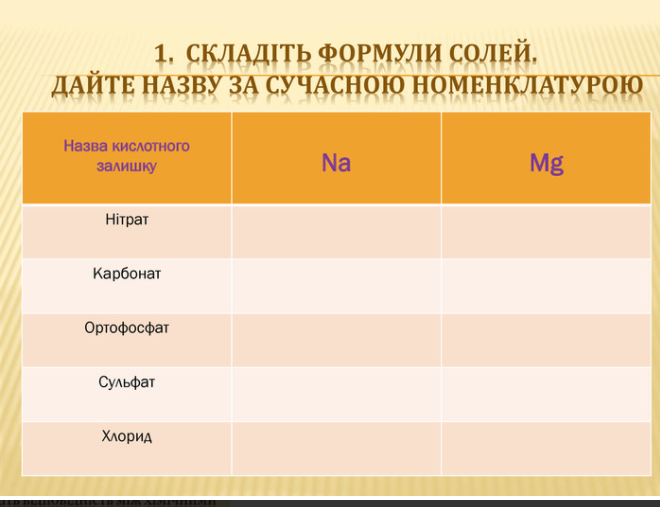 1. СКЛАДІТЬ ФОРМУЛИ СОЛЕЙ.
ДАЙТЕ НАЗВУ ЗА СУЧАСНОЮ НОМЕНКЛАТУРОЮ
Назва кислотного
залишку
Na
Mg
Нітрат
Карбонат
Ортофосфат
Сульфат
Хлорид